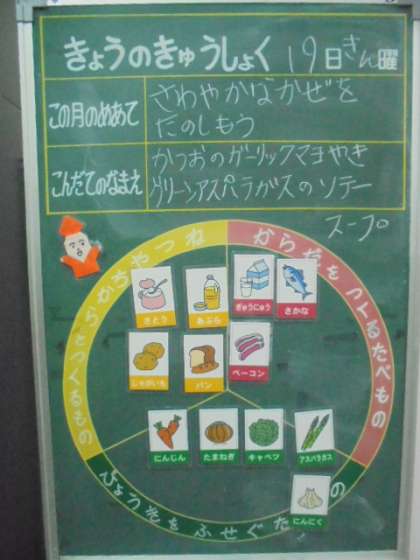 きょうのきゅうしょく 19日きん曜
この月のめあて
さわやかなかぜを
たのしもう
こんだてのなまえ
かつおのガーリックマヨやき
グリーンアスパラガスのソテー
スープ
ちからやねつ
をつくるもの
からだをつくるたべもの
さとう
あぶら
ぎゅうにゅう
さかな
じゃがいも
パン
ベーコン
にんじん
たまねぎ
キャベツ
アスパラガス
にんにく
びょうきをふせぐた
の